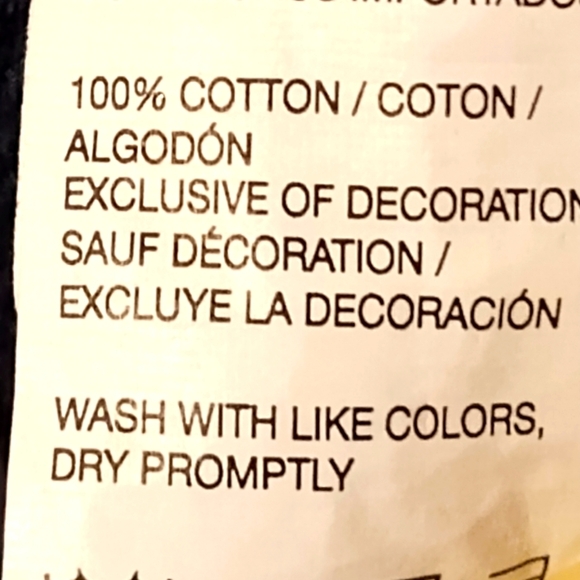 100% COTTON / COTON /
ALGODÓN
EXCLUSIVE OF DECORATION
SAUF DÉCORATION /
EXCLUYE LA DECORACIÓN
WASH WITH LIKE COLORS,
DRY PROMPTLY